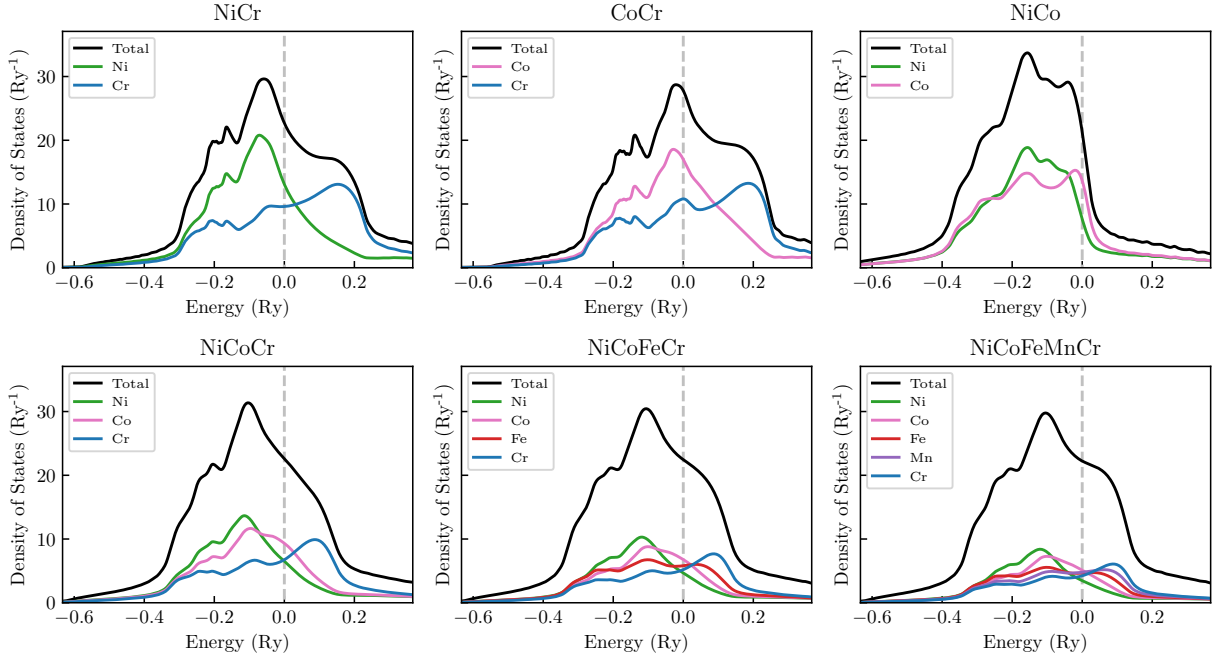 NiCr
Density of States (Ry⁻¹)
30
20
10
0
Total
Ni
Cr
−0.6 −0.4 −0.2 0.0 0.2
Energy (Ry)
CoCr
Density of States (Ry⁻¹)
Total
Co
Cr
−0.6 −0.4 −0.2 0.0 0.2
Energy (Ry)
NiCo
Density of States (Ry⁻¹)
Total
Ni
Co
−0.6 −0.4 −0.2 0.0 0.2
Energy (Ry)
NiCoCr
Density of States (Ry⁻¹)
30
20
10
0
Total
Ni
Co
Cr
−0.6 −0.4 −0.2 0.0 0.2
Energy (Ry)
NiCoFeCr
Density of States (Ry⁻¹)
Total
Ni
Co
Fe
Cr
−0.6 −0.4 −0.2 0.0 0.2
Energy (Ry)
NiCoFeMnCr
Density of States (Ry⁻¹)
Total
Ni
Co
Fe
Mn
Cr
−0.6 −0.4 −0.2 0.0 0.2
Energy (Ry)